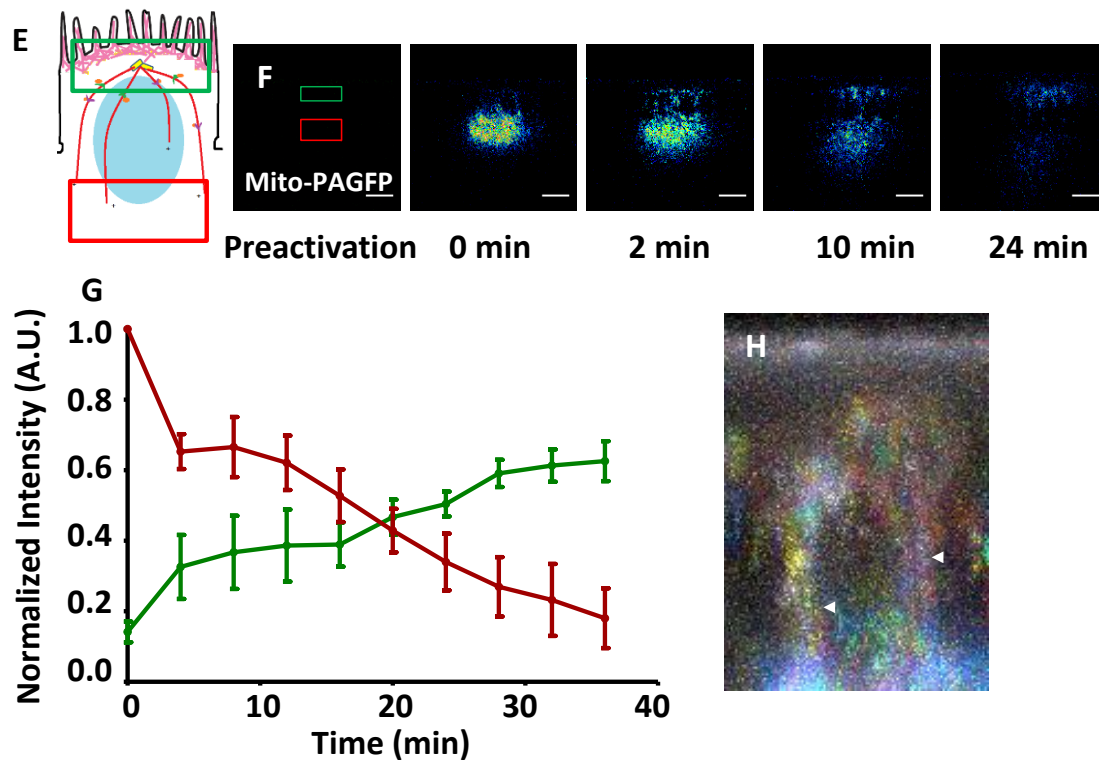 E
F
Mito-PAGFP
Preactivation 0 min 2 min 10 min 24 min
G
H
Normalized Intensity (A.U.)
1.0
0.8
0.6
0.4
0.2
0.0
0 10 20 30 40
Time (min)